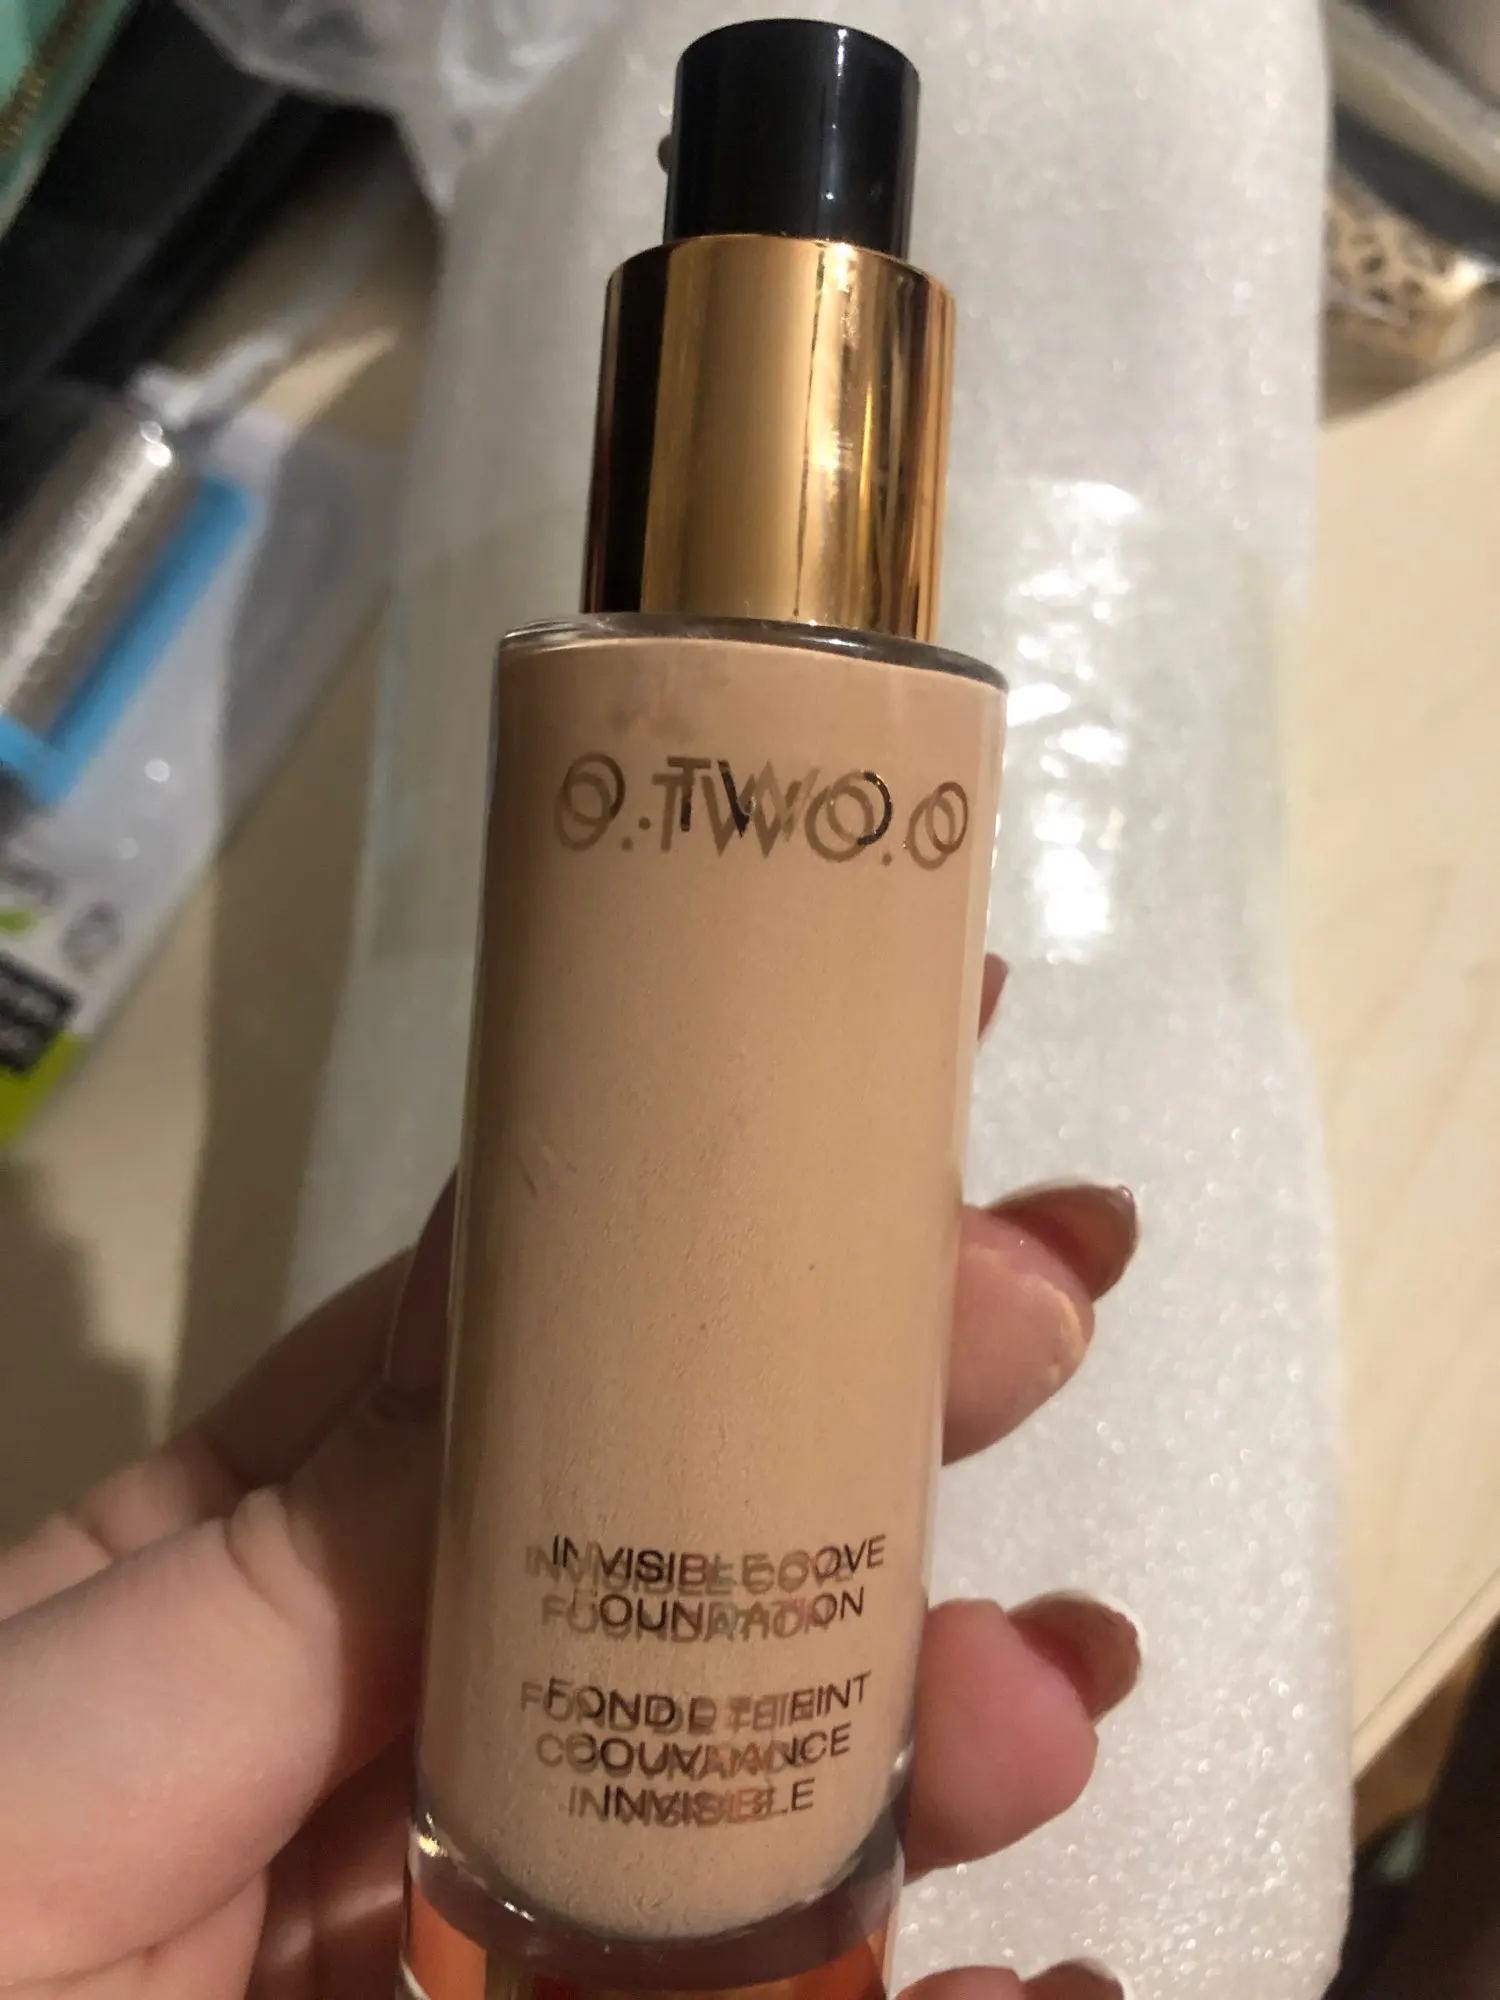 O.TWO.O
INVISIBLE COVE
FOUNDATION
FOND DE TEINT
COUVRANCE
INVISIBLE